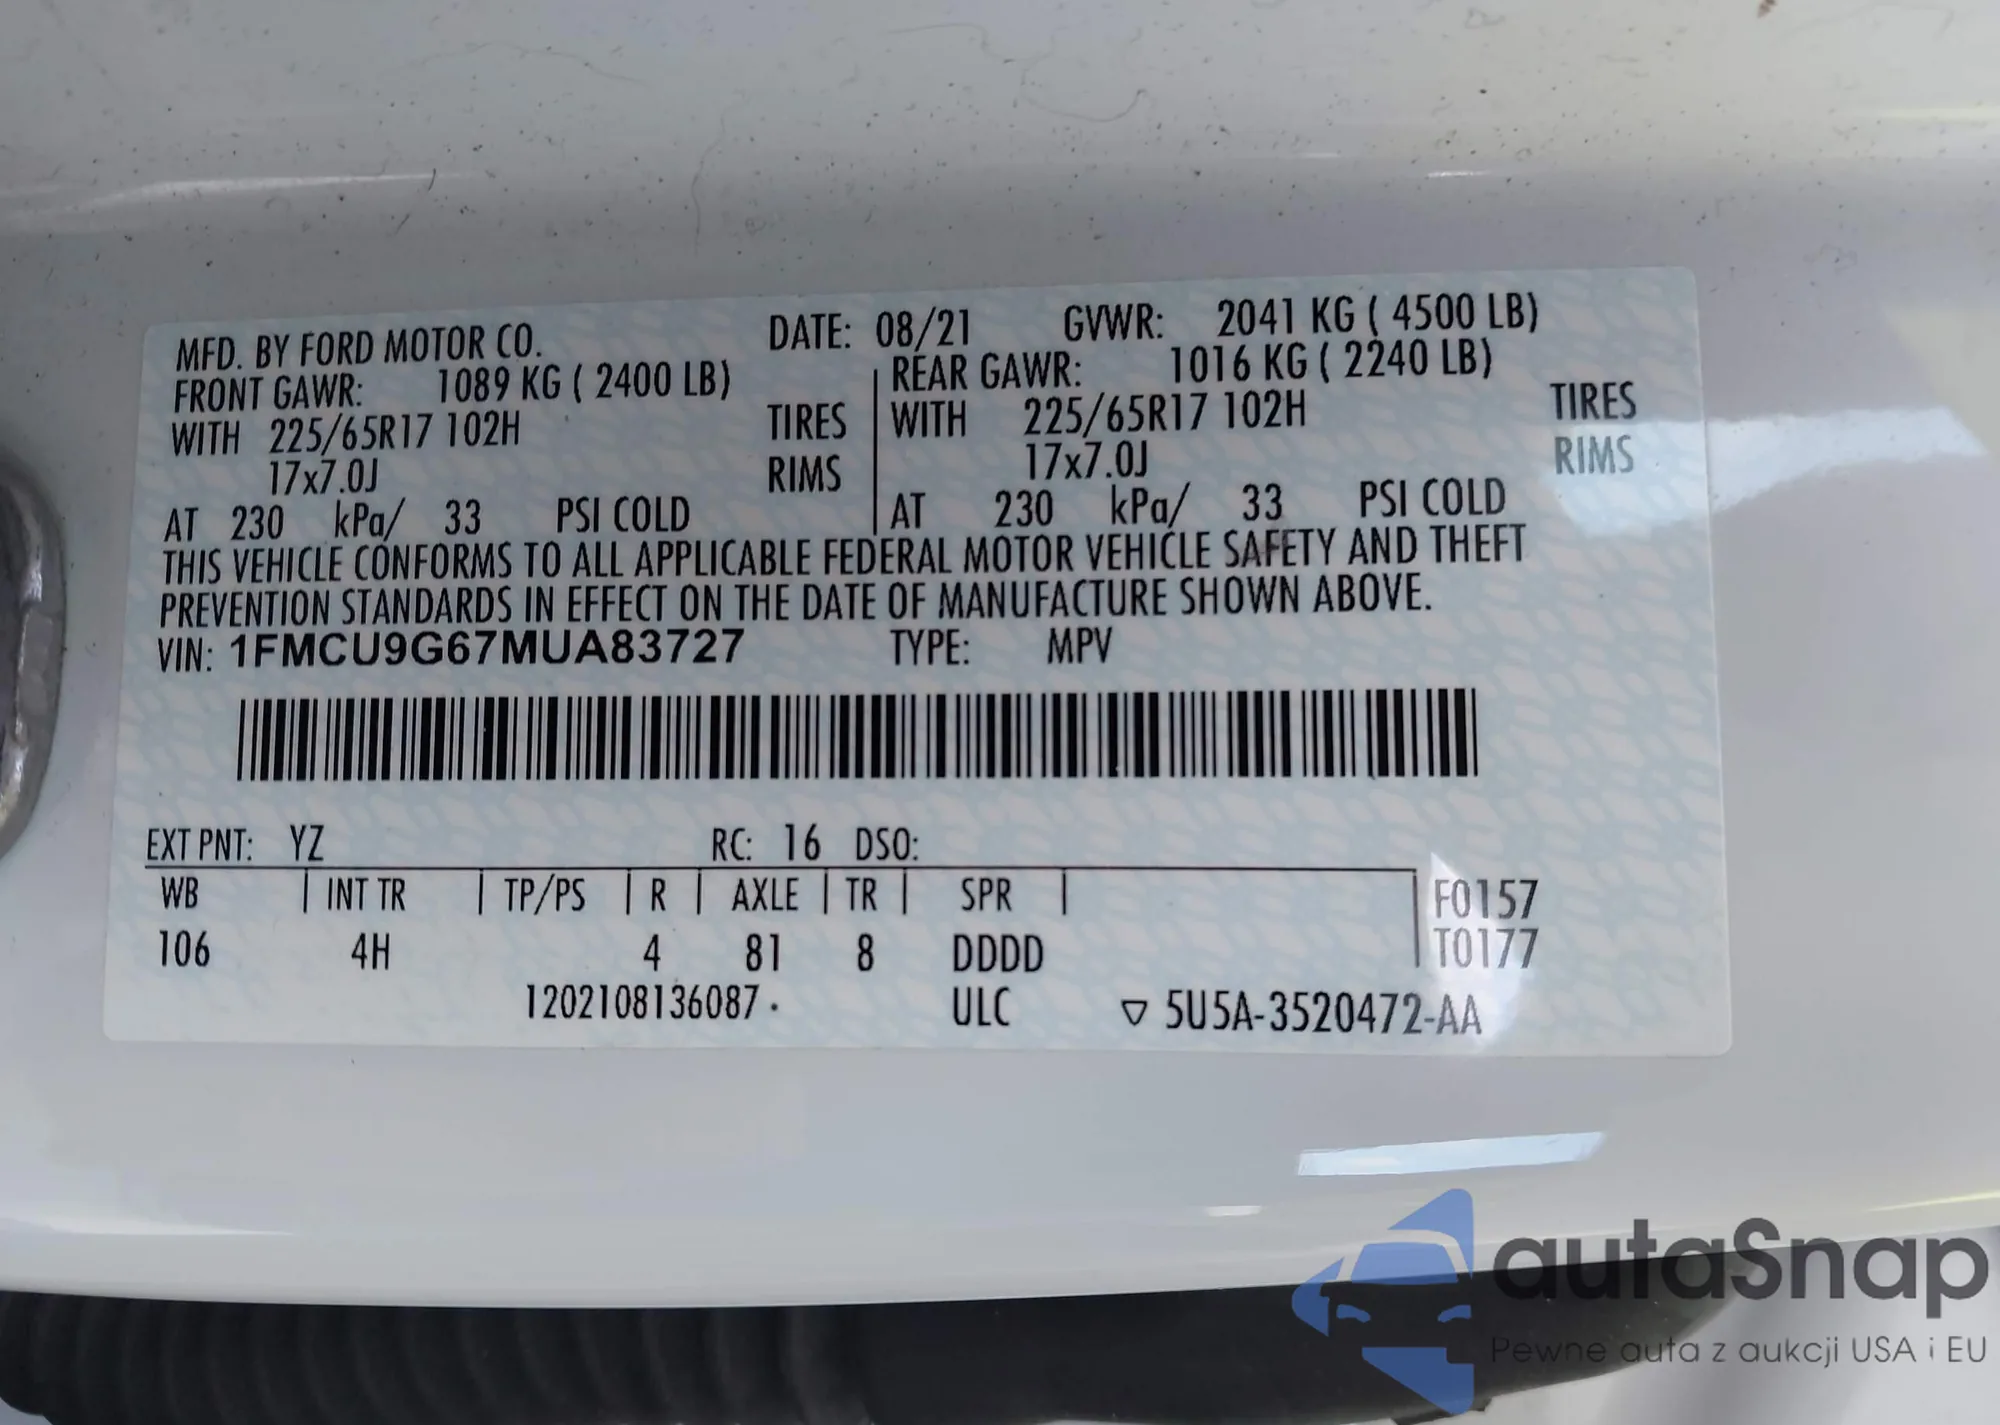 MFD. BY FORD MOTOR CO. DATE: 08/21 GVWR: 2041 KG ( 4500 LB)
FRONT GAWR: 1089 KG ( 2400 LB) REAR GAWR: 1016 KG ( 2240 LB)
WITH 225/65R17 102H TIRES WITH 225/65R17 102H TIRES
17x7.0J RIMS 17x7.0J RIMS
AT 230 kPa/ 33 PSI COLD AT 230 kPa/ 33 PSI COLD
THIS VEHICLE CONFORMS TO ALL APPLICABLE FEDERAL MOTOR VEHICLE SAFETY AND THEFT
PREVENTION STANDARDS IN EFFECT ON THE DATE OF MANUFACTURE SHOWN ABOVE.
VIN: 1FMCU9G67MUA83727 TYPE: MPV
EXT PNT: YZ RC: 16 DSO:
WB INT TR TP/PS R AXLE TR SPR F0157
106 4H 4 81 8 DDDD T0177
1202108136087 ULC ▽ 5U5A-3520472-AA
autaSnap
Pewne auta z aukcji USA i EU